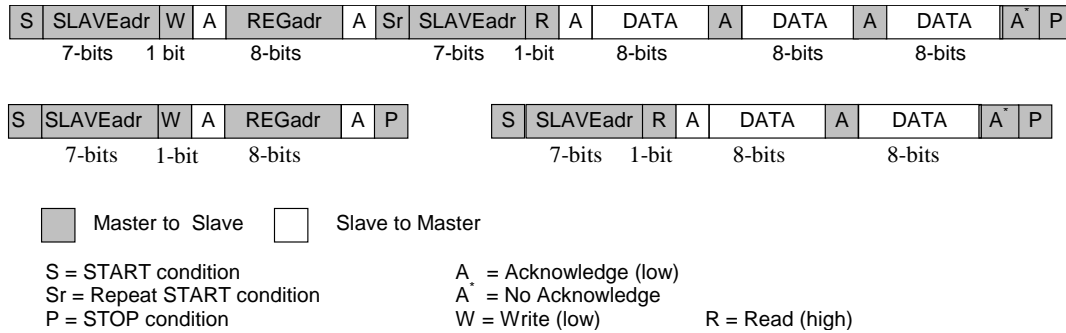 S SLAVEadr W A REGadr A Sr SLAVEadr R A DATA A DATA A DATA A* P
7-bits 1 bit 8-bits 7-bits 1-bit 8-bits 8-bits 8-bits
S SLAVEadr W A REGadr A P S SLAVEadr R A DATA A DATA A* P
7-bits 1-bit 8-bits 7-bits 1-bit 8-bits 8-bits
Master to Slave Slave to Master
S = START condition A = Acknowledge (low)
Sr = Repeat START condition A* = No Acknowledge
P = STOP condition W = Write (low) R = Read (high)